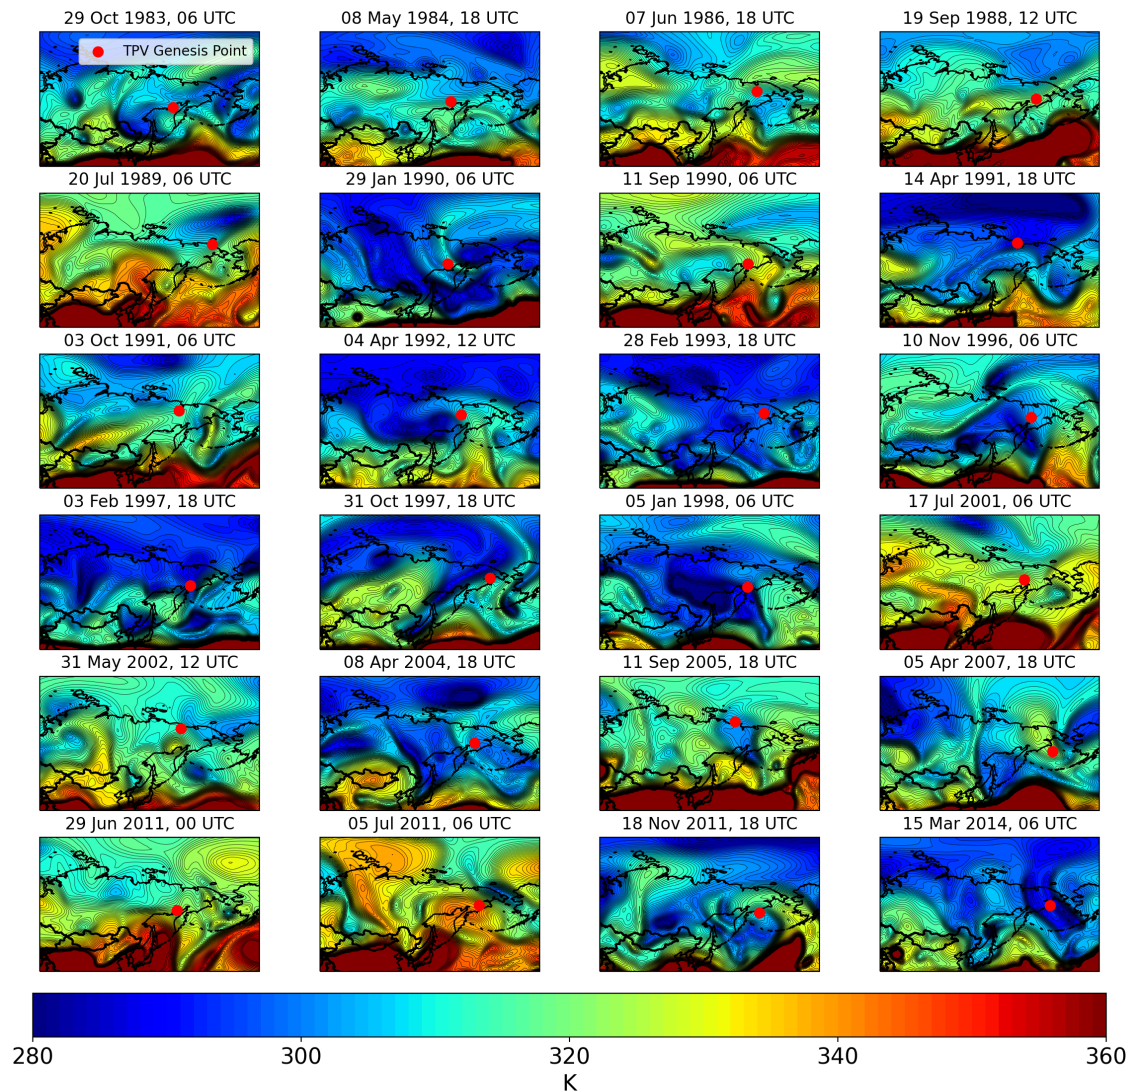 29 Oct 1983, 06 UTC
08 May 1984, 18 UTC
07 Jun 1986, 18 UTC
19 Sep 1988, 12 UTC
TPV Genesis Point
20 Jul 1989, 06 UTC
29 Jan 1990, 06 UTC
11 Sep 1990, 06 UTC
14 Apr 1991, 18 UTC
03 Oct 1991, 06 UTC
04 Apr 1992, 12 UTC
28 Feb 1993, 18 UTC
10 Nov 1996, 06 UTC
03 Feb 1997, 18 UTC
31 Oct 1997, 18 UTC
05 Jan 1998, 06 UTC
17 Jul 2001, 06 UTC
31 May 2002, 12 UTC
08 Apr 2004, 18 UTC
11 Sep 2005, 18 UTC
05 Apr 2007, 18 UTC
29 Jun 2011, 00 UTC
05 Jul 2011, 06 UTC
18 Nov 2011, 18 UTC
15 Mar 2014, 06 UTC
280 300 320 340 360
K